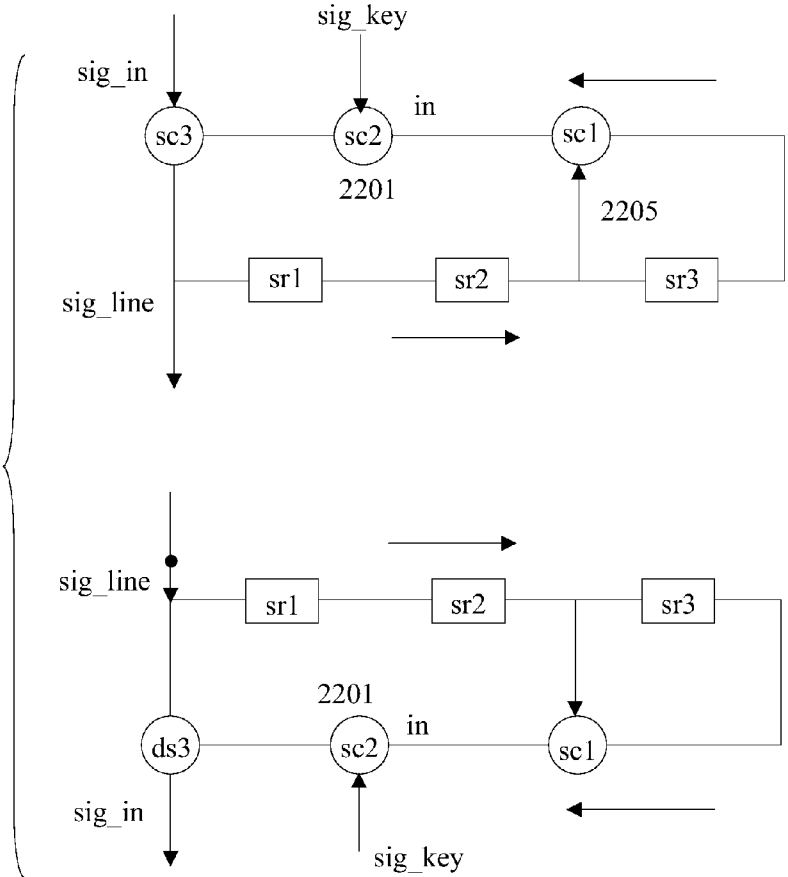 sig_key
sig_in
in
sc3
sc2
sc1
2201
2205
sr1
sr2
sr3
sig_line
sig_line
sr1
sr2
sr3
2201
in
ds3
sc2
sc1
sig_in
sig_key